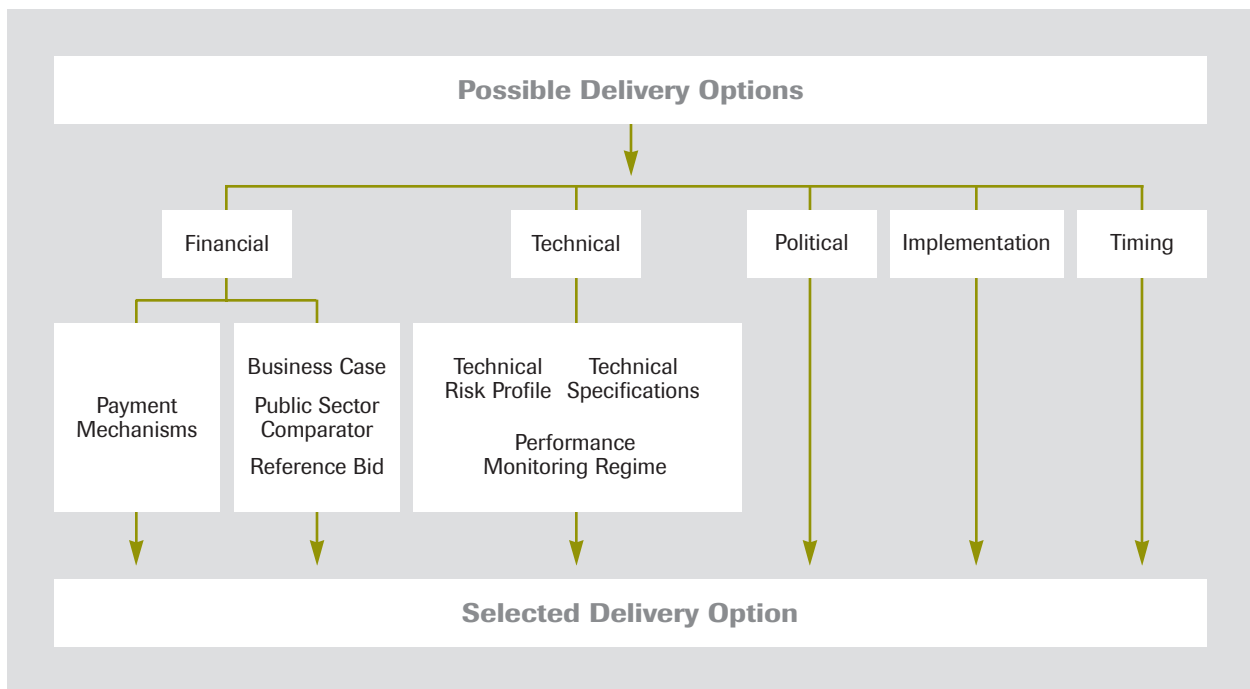 Possible Delivery Options
Financial
Technical
Political
Implementation
Timing
Payment
Mechanisms
Business Case
Public Sector
Comparator
Reference Bid
Technical
Risk Profile
Technical
Specifications
Performance
Monitoring Regime
Selected Delivery Option